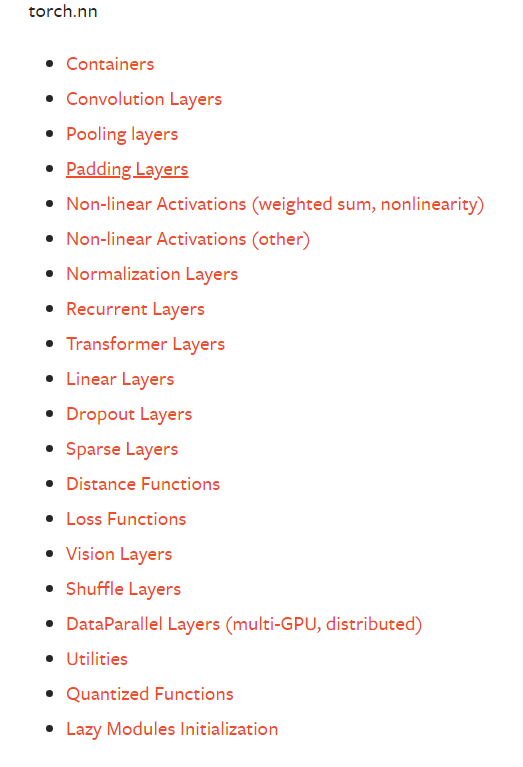 torch.nn
Containers
Convolution Layers
Pooling layers
Padding Layers
Non-linear Activations (weighted sum, nonlinearity)
Non-linear Activations (other)
Normalization Layers
Recurrent Layers
Transformer Layers
Linear Layers
Dropout Layers
Sparse Layers
Distance Functions
Loss Functions
Vision Layers
Shuffle Layers
DataParallel Layers (multi-GPU, distributed)
Utilities
Quantized Functions
Lazy Modules Initialization